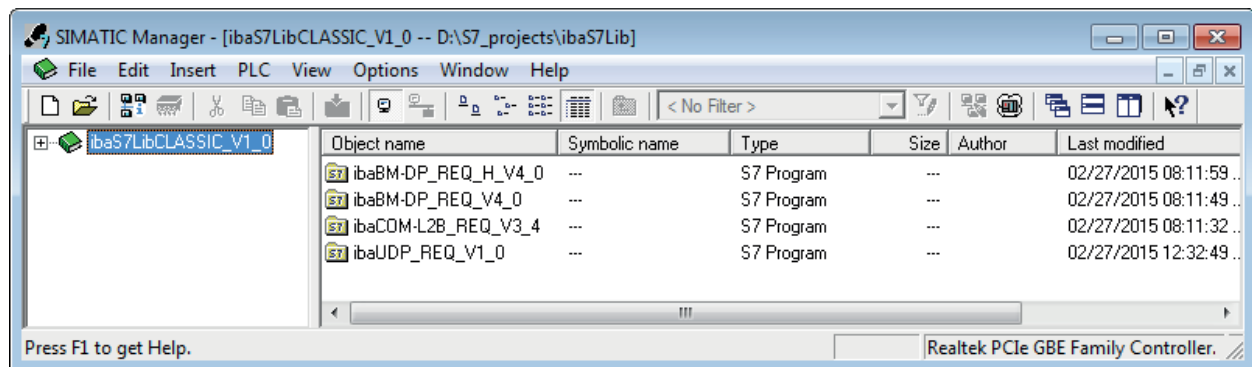 SIMATIC Manager - [ibaS7LibCLASSIC_V1_0 -- D:\S7_projects\ibaS7Lib]
File Edit Insert PLC View Options Window Help
< No Filter >
ibaS7LibCLASSIC_V1_0
Object name Symbolic name Type Size Author Last modified
ibaBM-DP_REQ_H_V4_0 --- S7 Program --- 02/27/2015 08:11:59 ..
ibaBM-DP_REQ_V4_0 --- S7 Program --- 02/27/2015 08:11:49 ..
ibaCOM-L2B_REQ_V3_4 --- S7 Program --- 02/27/2015 08:11:32 ..
ibaUDP_REQ_V1_0 --- S7 Program --- 02/27/2015 12:32:49 ..
Press F1 to get Help. Realtek PCIe GBE Family Controller.